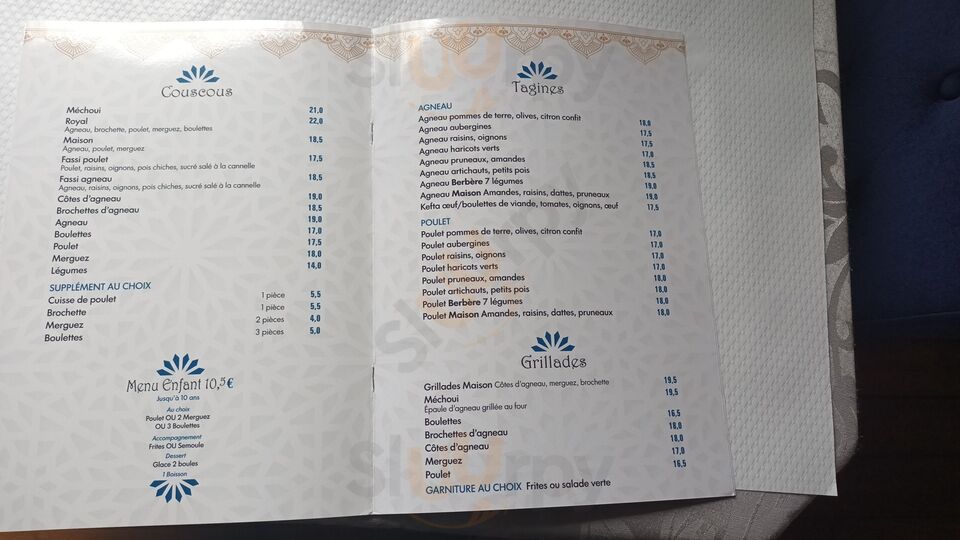 Couscous
Méchoui 21,0
Royal 22,0
Agneau, brochette, poulet, merguez, boulettes
Maison 18,5
Agneau, poulet, merguez
Fassi poulet 17,5
Poulet, raisins, oignons, pois chiches, sucré salé à la cannelle
Fassi agneau 18,5
Agneau, raisins, oignons, pois chiches, sucré salé à la cannelle
Côtes d'agneau 19,0
Brochettes d'agneau 18,5
Agneau 19,0
Boulettes 17,0
Poulet 17,5
Merguez 18,0
Légumes 14,0
SUPPLÉMENT AU CHOIX
Cuisse de poulet 1 pièce 5,5
Brochette 1 pièce 5,5
Merguez 2 pièces 4,0
Boulettes 3 pièces 5,0
Menu Enfant 10,5€
Jusqu'à 10 ans
Au choix
Poulet OU 2 Merguez
OU 3 Boulettes
Accompagnement
Frites OU Semoule
Dessert
Glace 2 boules
1 Boisson
Tagines
AGNEAU
Agneau pommes de terre, olives, citron confit 18,0
Agneau aubergines 17,5
Agneau raisins, oignons 17,5
Agneau haricots verts 17,0
Agneau pruneaux, amandes 18,5
Agneau artichauts, petits pois 18,5
Agneau Berbère 7 légumes 19,0
Agneau Maison Amandes, raisins, dattes, pruneaux 19,0
Kefta œuf/boulettes de viande, tomates, oignons, œuf 17,5
POULET
Poulet pommes de terre, olives, citron confit 17,0
Poulet aubergines 17,0
Poulet raisins, oignons 17,0
Poulet haricots verts 17,0
Poulet pruneaux, amandes 18,0
Poulet artichauts, petits pois 18,0
Poulet Berbère 7 légumes 18,0
Poulet Maison Amandes, raisins, dattes, pruneaux 18,0
Grillades
Grillades Maison Côtes d'agneau, merguez, brochette 19,5
Méchoui 19,5
Épaule d'agneau grillée au four
Boulettes 16,5
Brochettes d'agneau 18,0
Côtes d'agneau 18,0
Merguez 17,0
Poulet 16,5
GARNITURE AU CHOIX Frites ou salade verte
sluurpy
sluurpy